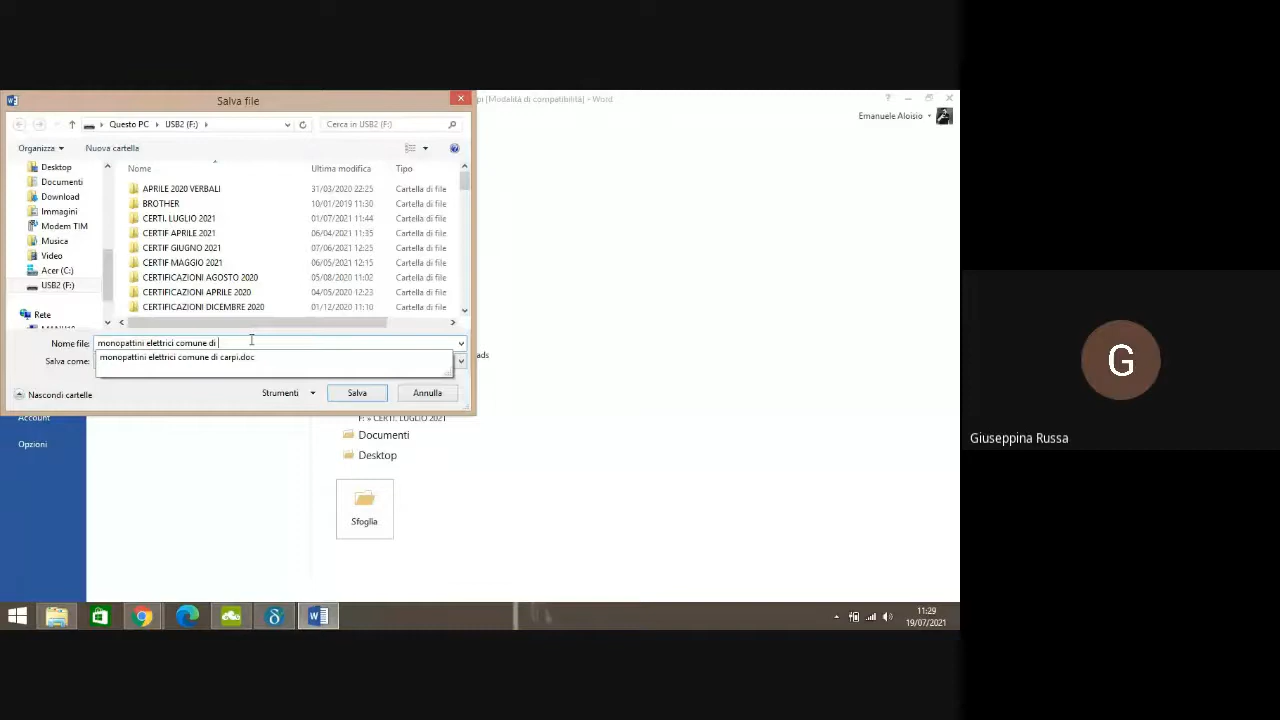 Salva file
pi [Modalità di compatibilità] - Word
Emanuele Aloisio
Questo PC
USB2 (F:)
Cerca in USB2 (F:)
Organizza
Nuova cartella
Nome
Ultima modifica
Tipo
Desktop
Documenti
Download
Immagini
Modem TIM
Musica
Video
Acer (C:)
USB2 (F:)
Rete
APRILE 2020 VERBALI 31/03/2020 22:25 Cartella di file
BROTHER 10/01/2019 11:30 Cartella di file
CERTI. LUGLIO 2021 01/07/2021 11:44 Cartella di file
CERTIF APRILE 2021 06/04/2021 11:35 Cartella di file
CERTIF GIUGNO 2021 07/06/2021 12:25 Cartella di file
CERTIF MAGGIO 2021 06/05/2021 12:15 Cartella di file
CERTIFICAZIONI AGOSTO 2020 05/08/2020 11:02 Cartella di file
CERTIFICAZIONI APRILE 2020 04/05/2020 12:23 Cartella di file
CERTIFICAZIONI DICEMBRE 2020 01/12/2020 11:10 Cartella di file
Nome file: monopattini elettrici comune di
Salva come:
monopattini elettrici comune di carpi.doc
ads
Nascondi cartelle
Strumenti
Salva
Annulla
Account
Opzioni
F: » CERTI. LUGLIO 2021
Documenti
Desktop
Sfoglia
G
Giuseppina Russa
11:29
19/07/2021